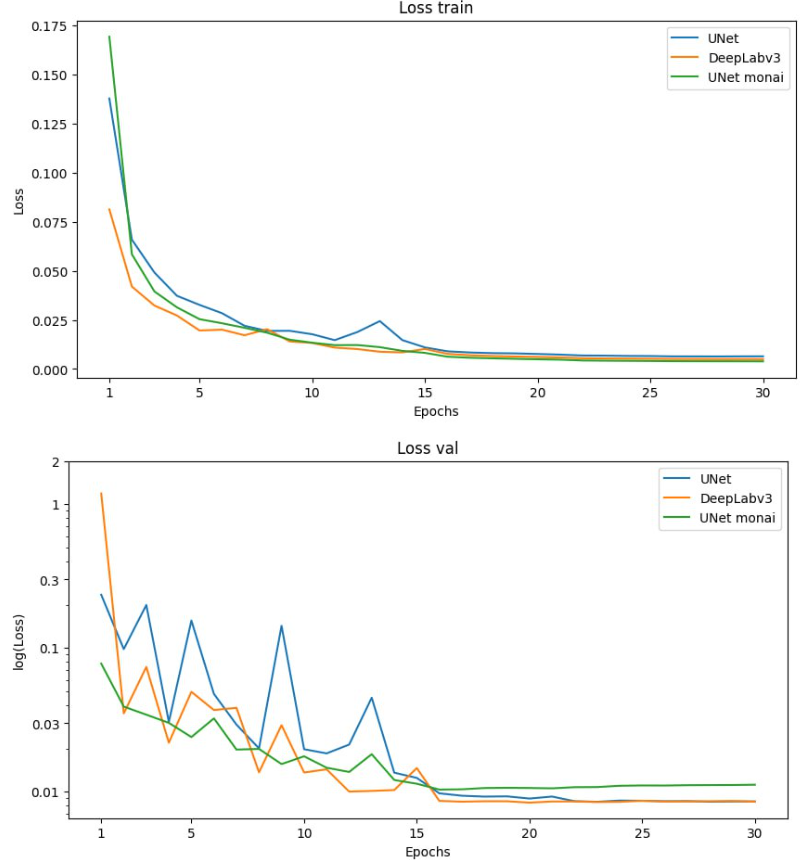 Loss train
0.175
0.150
0.125
0.100
0.075
0.050
0.025
0.000
Loss
UNet
DeepLabv3
UNet monai
1 5 10 15 20 25 30
Epochs
Loss val
2
1
0.3
0.1
0.03
0.01
log(Loss)
UNet
DeepLabv3
UNet monai
1 5 10 15 20 25 30
Epochs